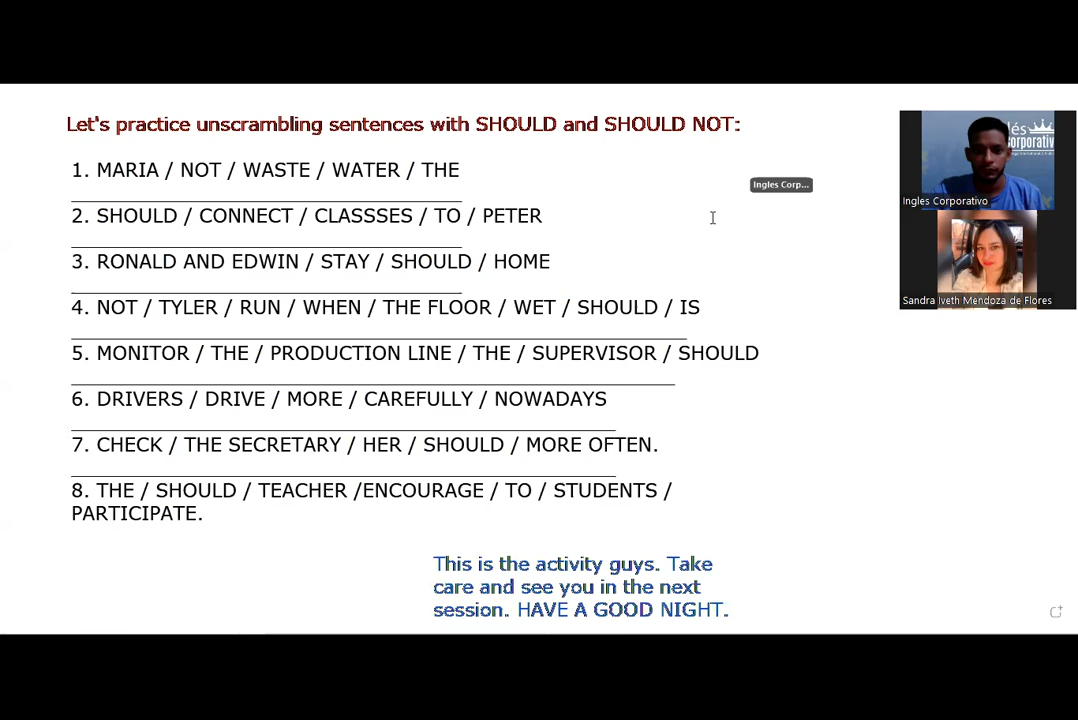 Let's practice unscrambling sentences with SHOULD and SHOULD NOT:
1. MARIA / NOT / WASTE / WATER / THE
2. SHOULD / CONNECT / CLASSSES / TO / PETER
3. RONALD AND EDWIN / STAY / SHOULD / HOME
4. NOT / TYLER / RUN / WHEN / THE FLOOR / WET / SHOULD / IS
5. MONITOR / THE / PRODUCTION LINE / THE / SUPERVISOR / SHOULD
6. DRIVERS / DRIVE / MORE / CAREFULLY / NOWADAYS
7. CHECK / THE SECRETARY / HER / SHOULD / MORE OFTEN.
8. THE / SHOULD / TEACHER /ENCOURAGE / TO / STUDENTS /
PARTICIPATE.
This is the activity guys. Take
care and see you in the next
session. HAVE A GOOD NIGHT.
Ingles Corp...
Ingles Corporativo
Sandra Iveth Mendoza de Flores